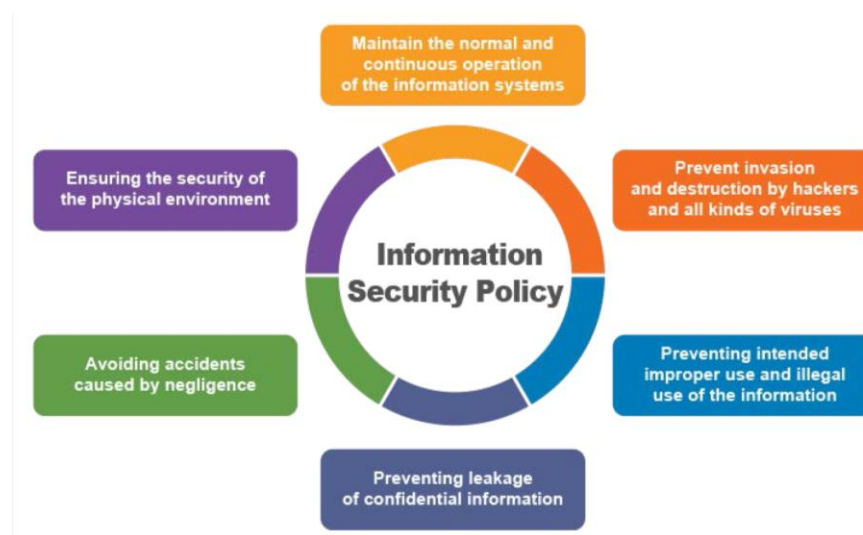 Maintain the normal and
continuous operation
of the information systems
Ensuring the security of
the physical environment
Prevent invasion
and destruction by hackers
and all kinds of viruses
Information
Security Policy
Avoiding accidents
caused by negligence
Preventing intended
improper use and illegal
use of the information
Preventing leakage
of confidential information